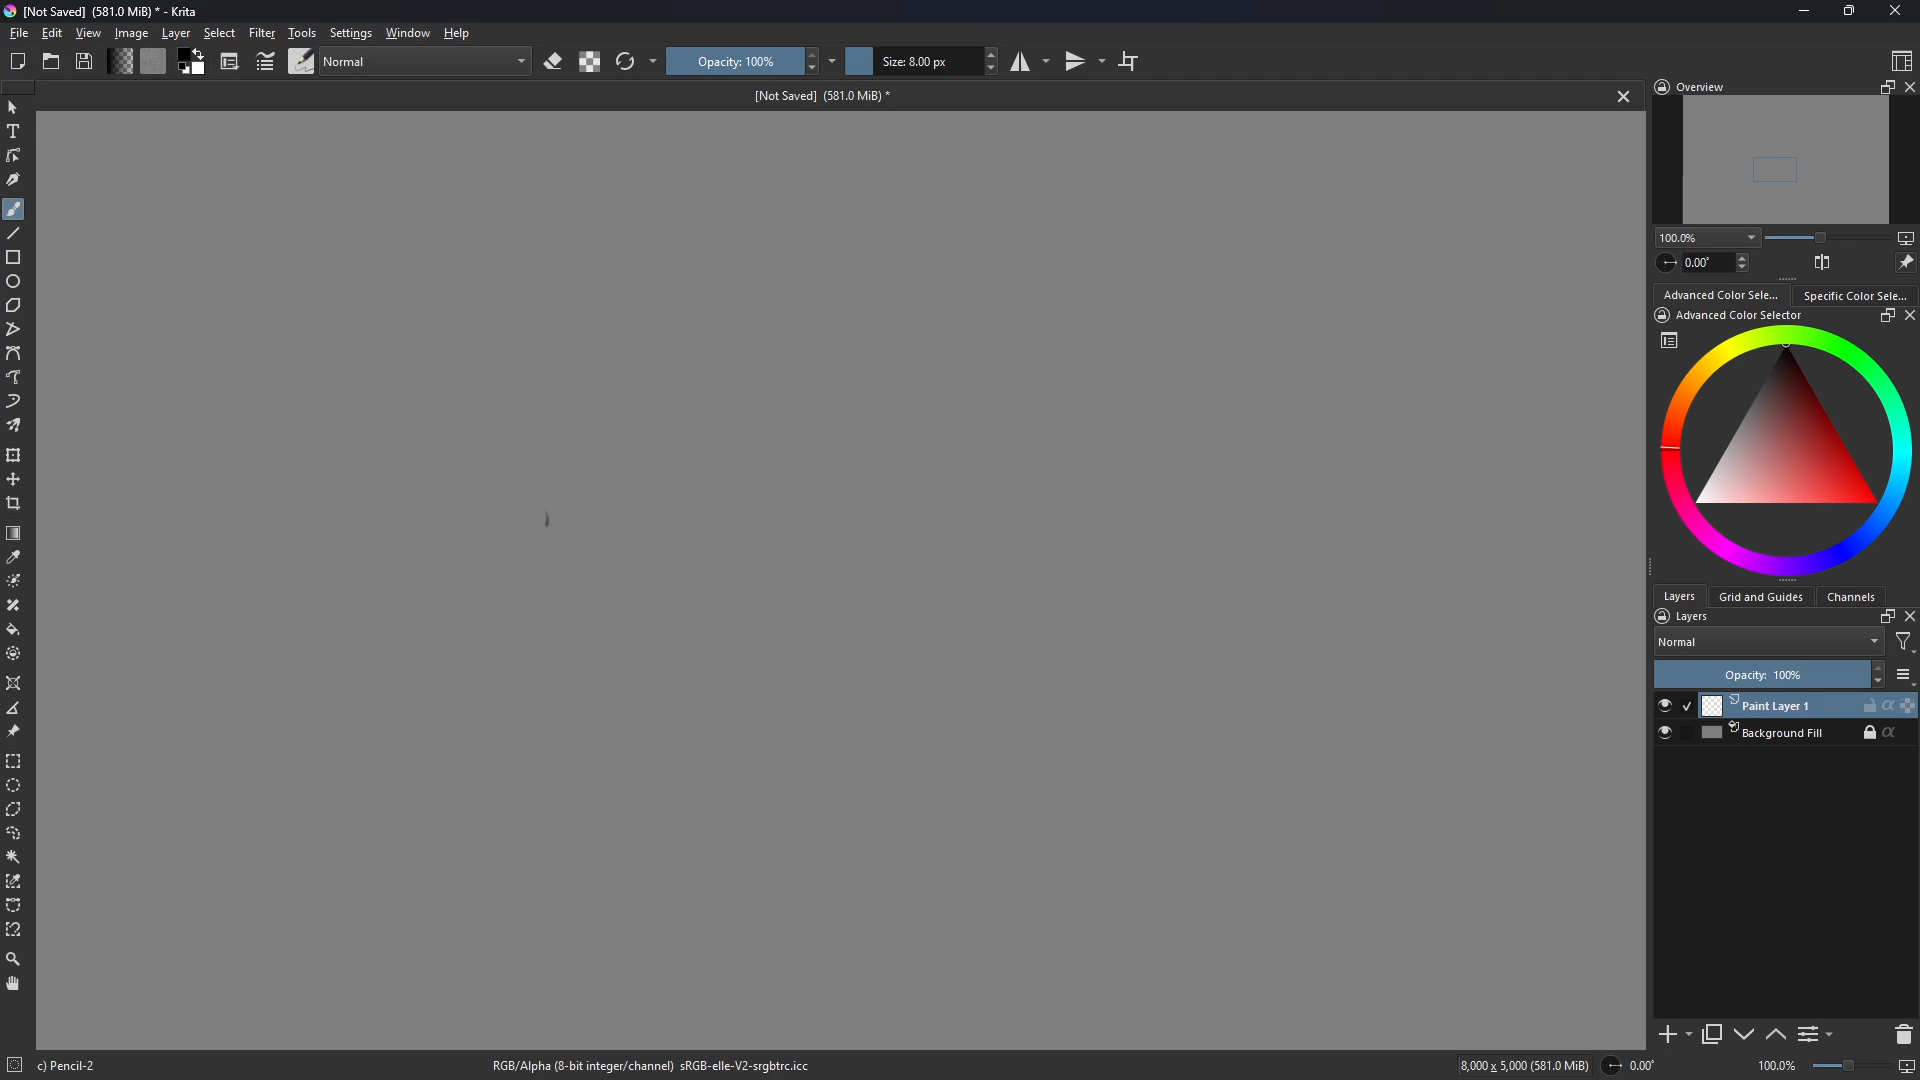 [Not Saved] (581.0 MiB) * - Krita
File Edit View Image Layer Select Filter Tools Settings Window Help
Normal Opacity: 100% Size: 8.00 px
[Not Saved] (581.0 MiB) *
Overview
100.0%
0.00°
Advanced Color Sele... Specific Color Sele...
Advanced Color Selector
Layers Grid and Guides Channels
Layers
Normal
Opacity: 100%
Paint Layer 1
Background Fill
c) Pencil-2 RGB/Alpha (8-bit integer/channel) sRGB-elle-V2-srgbtrc.icc 8,000 x 5,000 (581.0 MiB) 0.00° 100.0%